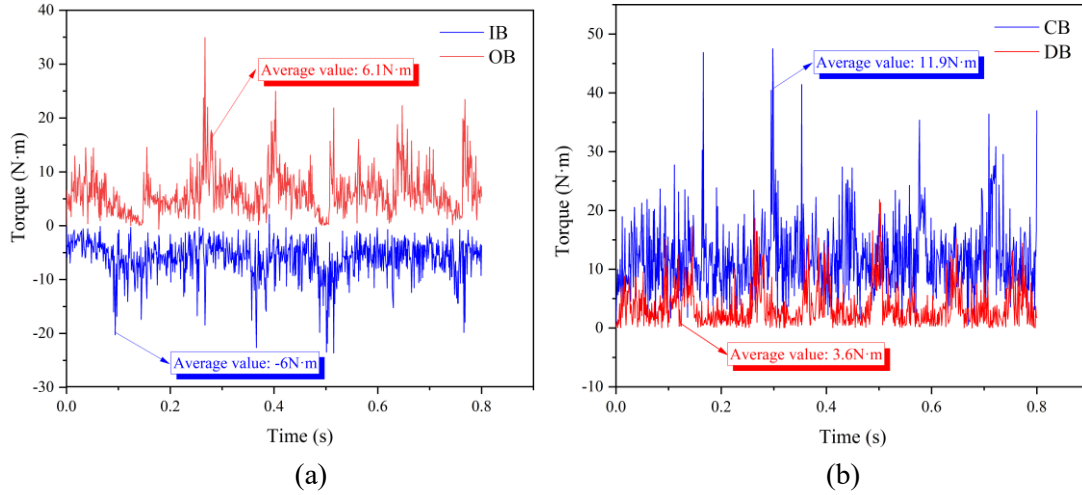 40
30
20
10
0
-10
-20
-30
Torque (N·m)
IB
OB
Average value: 6.1N·m
Average value: -6N·m
0.0 0.2 0.4 0.6 0.8
Time (s)
(a)
50
40
30
20
10
0
-10
Torque (N·m)
CB
DB
Average value: 11.9N·m
Average value: 3.6N·m
0.0 0.2 0.4 0.6 0.8
Time (s)
(b)